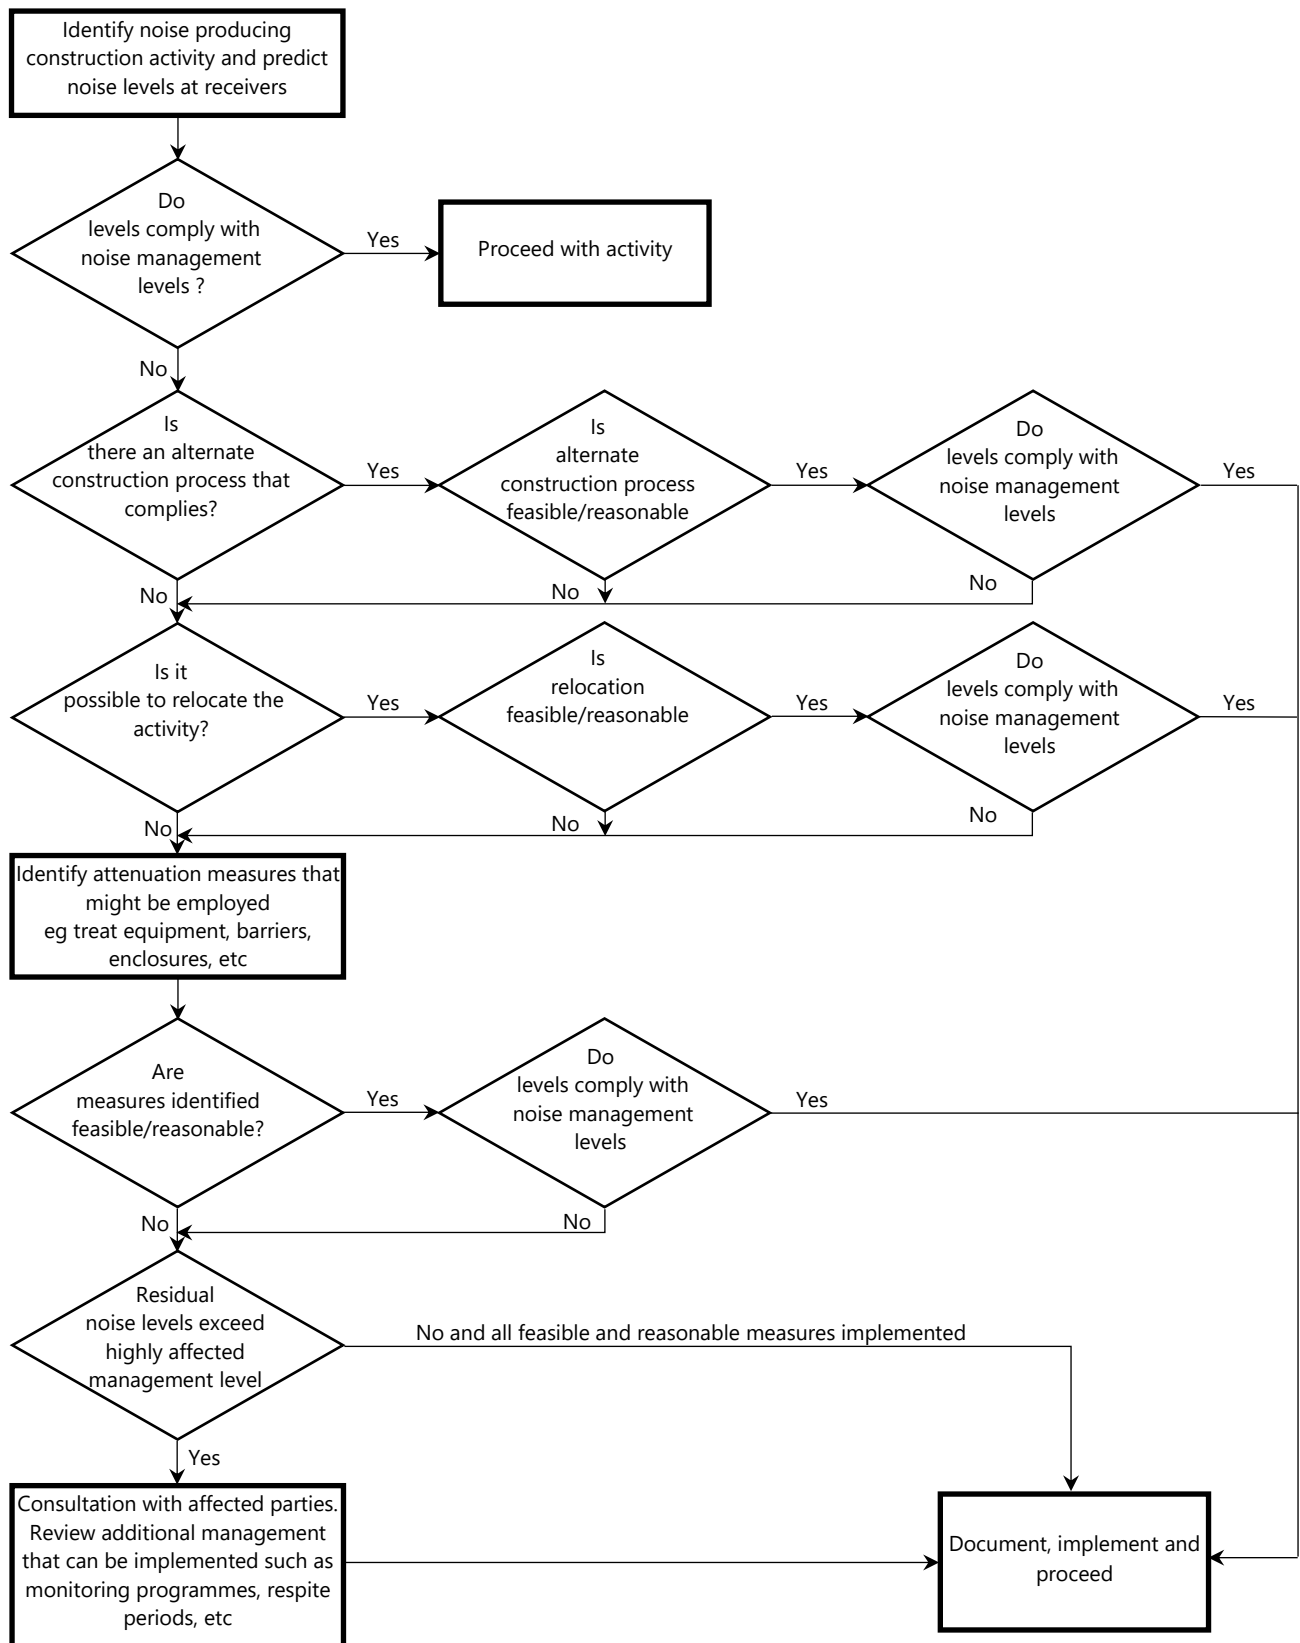 Identify noise producing
construction activity and predict
noise levels at receivers
Do
levels comply with
noise management
levels ?
Yes
Proceed with activity
No
Is
there an alternate
construction process that
complies?
Yes
Is
alternate
construction process
feasible/reasonable
Yes
Do
levels comply with
noise management
levels
Yes
No
No
No
Is it
possible to relocate the
activity?
Yes
Is
relocation
feasible/reasonable
Yes
Do
levels comply with
noise management
levels
Yes
No
No
No
Identify attenuation measures that
might be employed
eg treat equipment, barriers,
enclosures, etc
Are
measures identified
feasible/reasonable?
Yes
Do
levels comply with
noise management
levels
Yes
No
No
Residual
noise levels exceed
highly affected
management level
No and all feasible and reasonable measures implemented
Yes
Consultation with affected parties.
Review additional management
that can be implemented such as
monitoring programmes, respite
periods, etc
Document, implement and
proceed